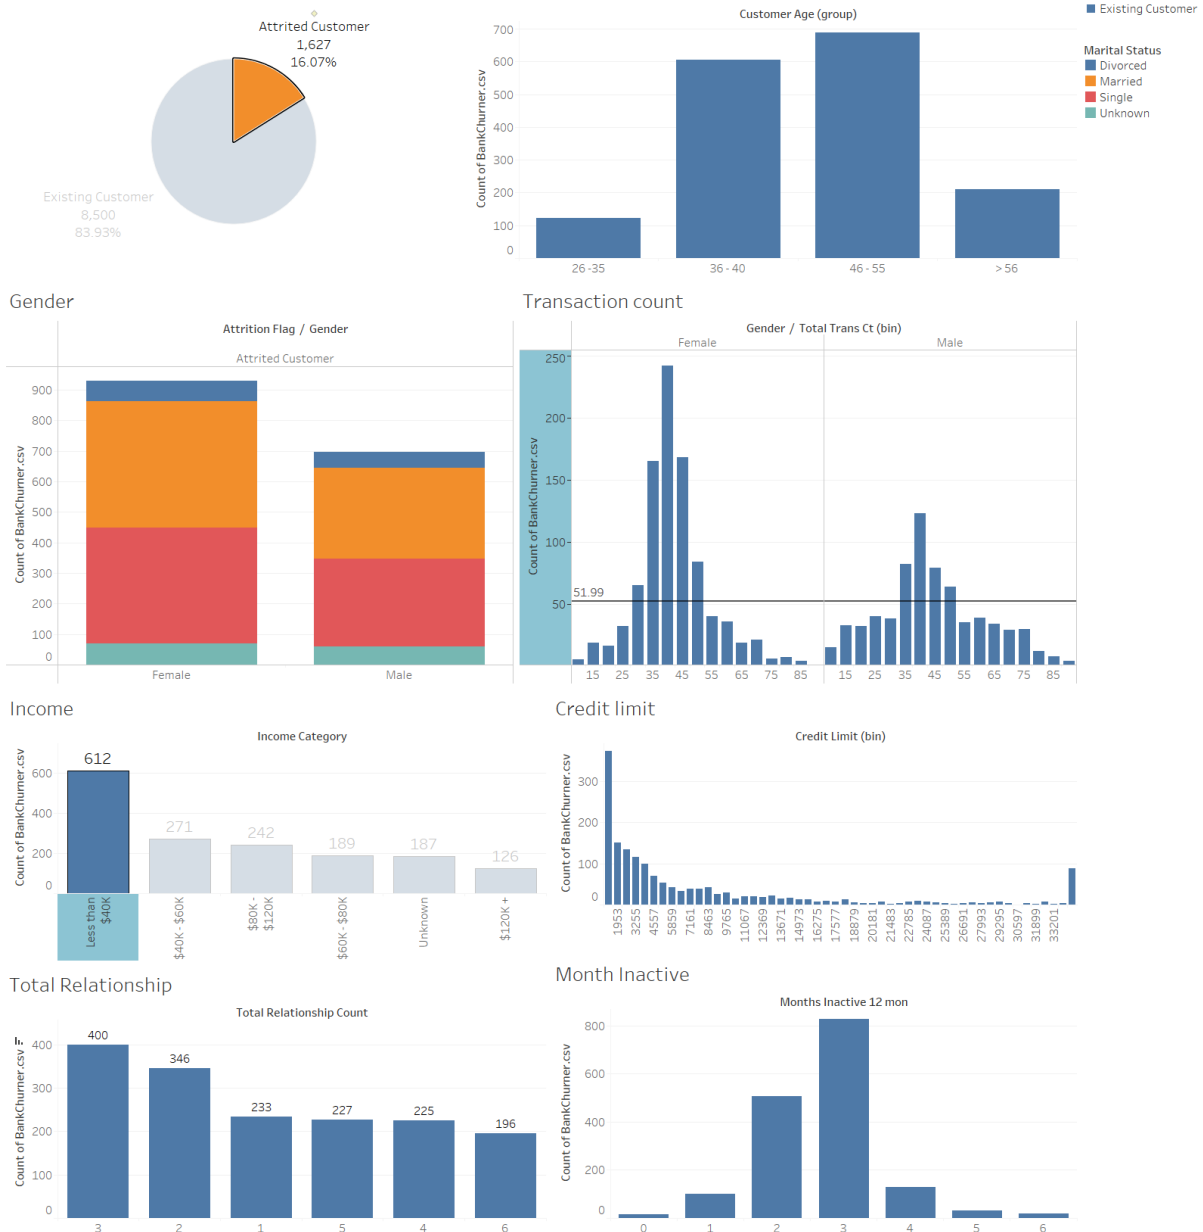 Attrited Customer
1,627
16.07%
Existing Customer
8,500
83.93%
Customer Age (group)
Count of BankChurner.csv
700
600
500
400
300
200
100
0
26 -35
36 - 40
46 - 55
> 56
Existing Customer
Marital Status
Divorced
Married
Single
Unknown
Gender
Attrition Flag / Gender
Attrited Customer
Count of BankChurner.csv
900
800
700
600
500
400
300
200
100
0
Female
Male
Transaction count
Gender / Total Trans Ct (bin)
Female
Male
Count of BankChurner.csv
250
200
150
100
50
51.99
15 25 35 45 55 65 75 85
15 25 35 45 55 65 75 85
Income
Income Category
Count of BankChurner.csv
600
400
200
0
612
271
242
189
187
126
Less than
$40K
$40K - $60K
$80K -
$120K
$60K - $80K
Unknown
$120K +
Credit limit
Credit Limit (bin)
Count of BankChurner.csv
300
200
100
0
1953
3255
4557
5859
7161
8463
9765
11067
12369
13671
14973
16275
17577
18879
20181
21483
22785
24087
25389
26691
27993
29295
30597
31899
33201
Total Relationship
Total Relationship Count
Count of BankChurner.csv
400
300
200
100
0
400
346
233
227
225
196
3
2
1
5
4
6
Month Inactive
Months Inactive 12 mon
Count of BankChurner.csv
800
600
400
200
0
0
1
2
3
4
5
6